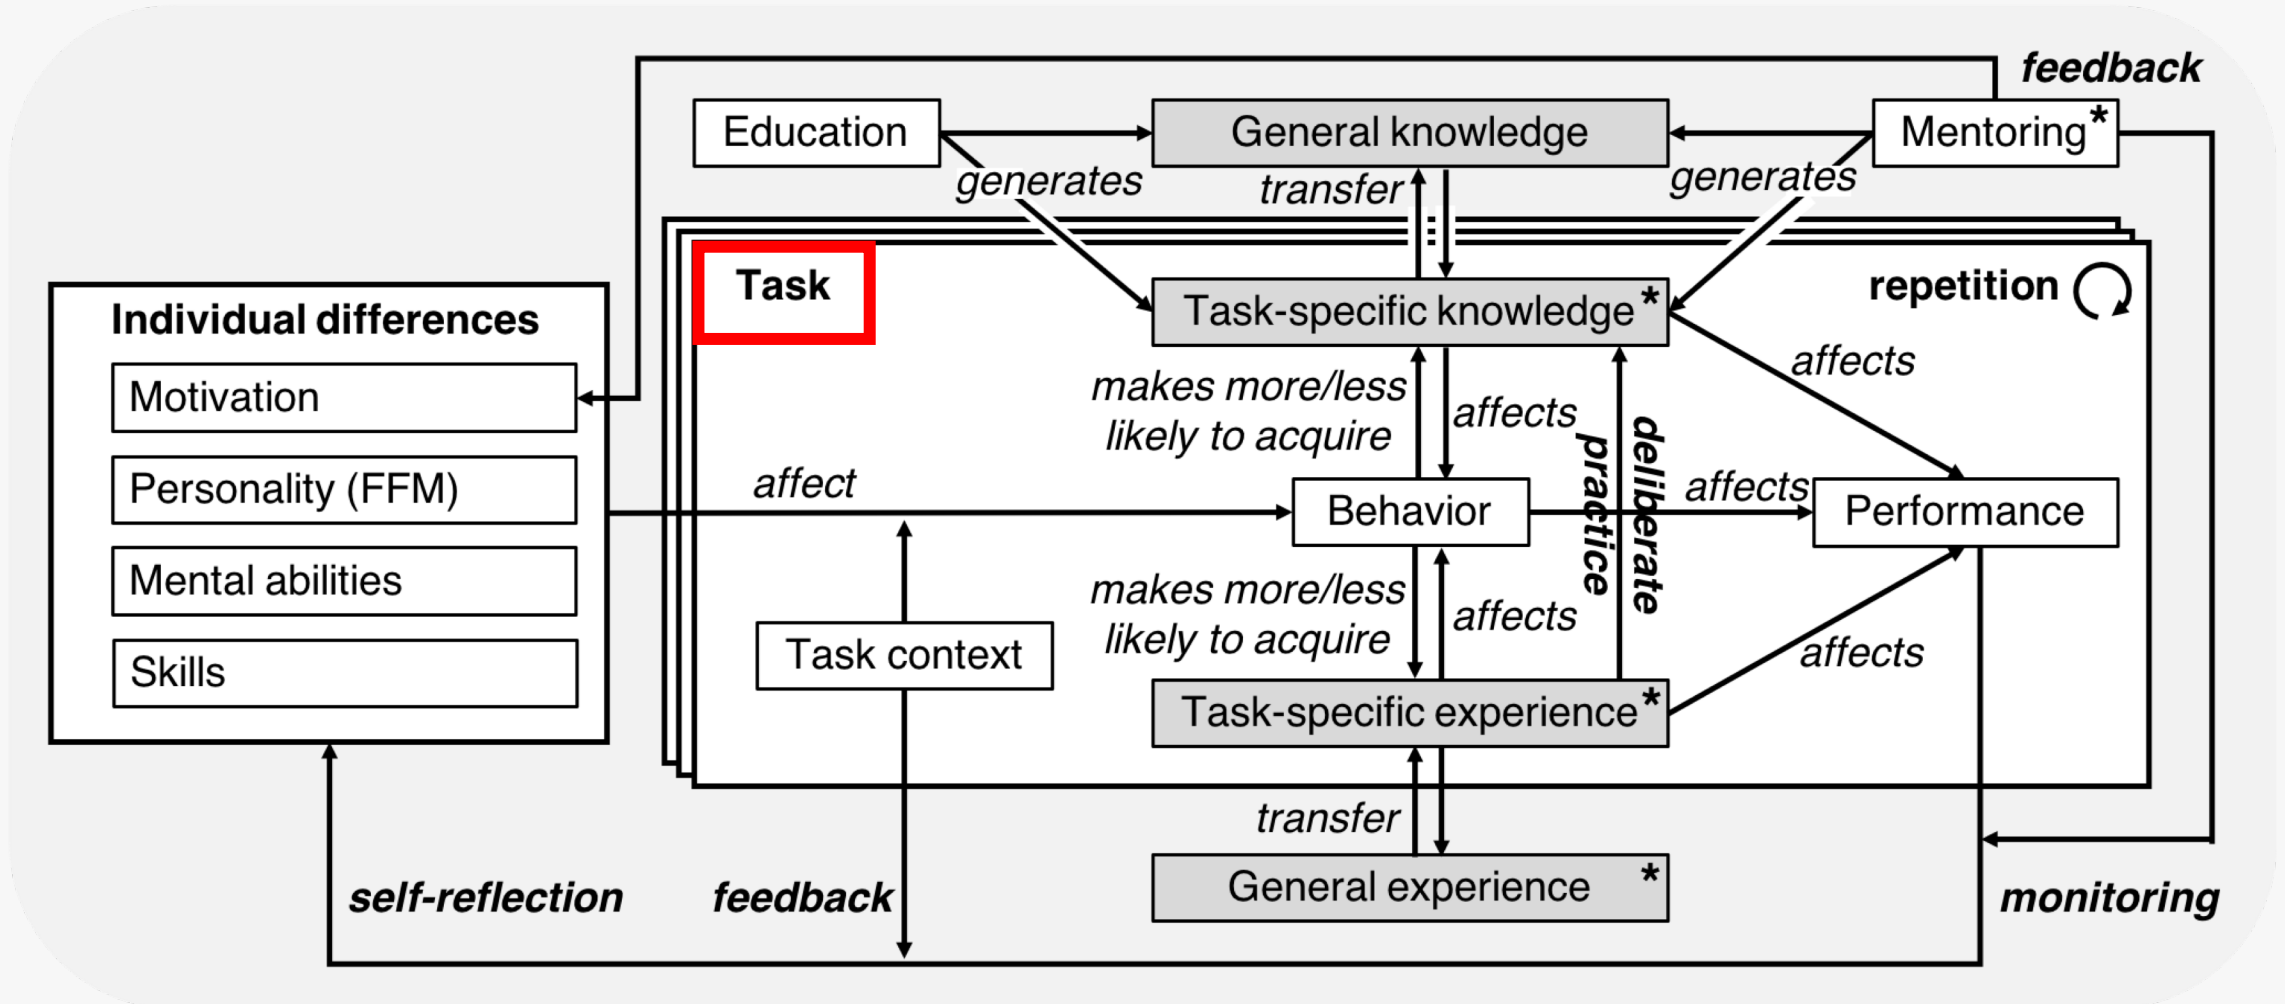 feedback
Education
General knowledge
Mentoring*
generates
transfer
generates
Task
repetition
Individual differences
Task-specific knowledge*
Motivation
Personality (FFM)
Mental abilities
Skills
makes more/less
likely to acquire
affects
affects
deliberate
practice
affect
Behavior
affects
Performance
makes more/less
likely to acquire
affects
Task context
affects
Task-specific experience*
transfer
General experience *
self-reflection
feedback
monitoring